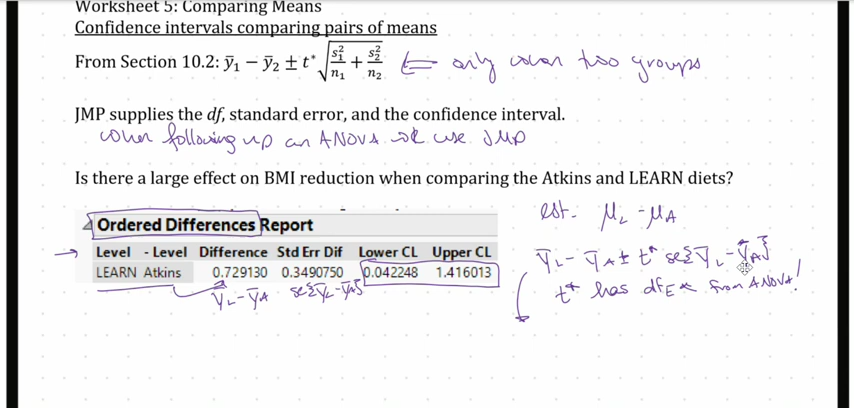 Worksheet 5: Comparing Means
Confidence intervals comparing pairs of means
From Section 10.2: ȳ₁ − ȳ₂ ± t* √(s₁²/n₁ + s₂²/n₂) ⇐ only when two groups
JMP supplies the df, standard error, and the confidence interval.
when following up an ANOVA we'll use JMP
Is there a large effect on BMI reduction when comparing the Atkins and LEARN diets?
est. μL − μA
Ordered Differences Report
Level - Level Difference Std Err Dif Lower CL Upper CL
LEARN Atkins 0.729130 0.3490750 0.042248 1.416013
ȳL − ȳA se{ȳL − ȳA}
ȳL − ȳA ± t* se{ȳL − ȳA}
t* has dfE from ANOVA!